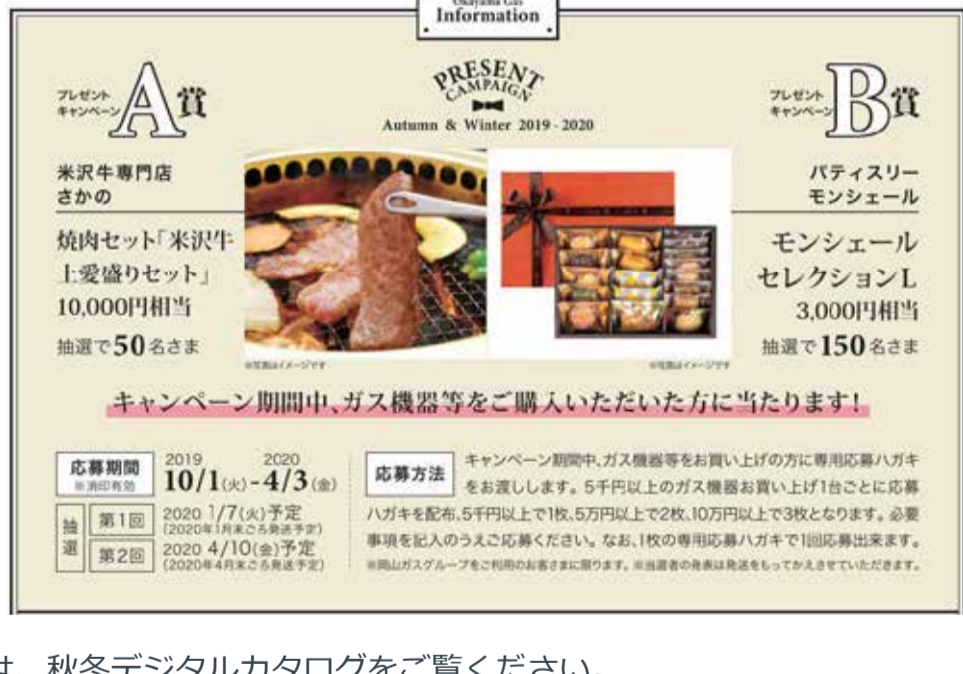 Okayama Gas
Information
プレゼント
キャンペーン
A賞
PRESENT
CAMPAIGN
Autumn & Winter 2019-2020
プレゼント
キャンペーン
B賞
米沢牛専門店
さかの
焼肉セット「米沢牛
上愛盛りセット」
10,000円相当
抽選で50名さま
※写真はイメージです
パティスリー
モンシェール
モンシェール
セレクションL
3,000円相当
抽選で150名さま
※写真はイメージです
キャンペーン期間中、ガス機器等をご購入いただいた方に当たります!
応募期間
※消印有効
2019 2020
10/1(火)-4/3(金)
抽選
第1回
2020 1/7(火)予定
(2020年1月末ごろ発送予定)
第2回
2020 4/10(金)予定
(2020年4月末ごろ発送予定)
応募方法
キャンペーン期間中、ガス機器等をお買い上げの方に専用応募ハガキ
をお渡しします。5千円以上のガス機器お買い上げ1台ごとに応募
ハガキを配布、5千円以上で1枚、5万円以上で2枚、10万円以上で3枚となります。必要
事項を記入のうえご応募ください。なお、1枚の専用応募ハガキで1回応募出来ます。
※岡山ガスグループをご利用のお客さまに限ります。※当選者の発表は発送をもってかえさせていただきます。
は、秋冬デジタルカタログをご覧ください。